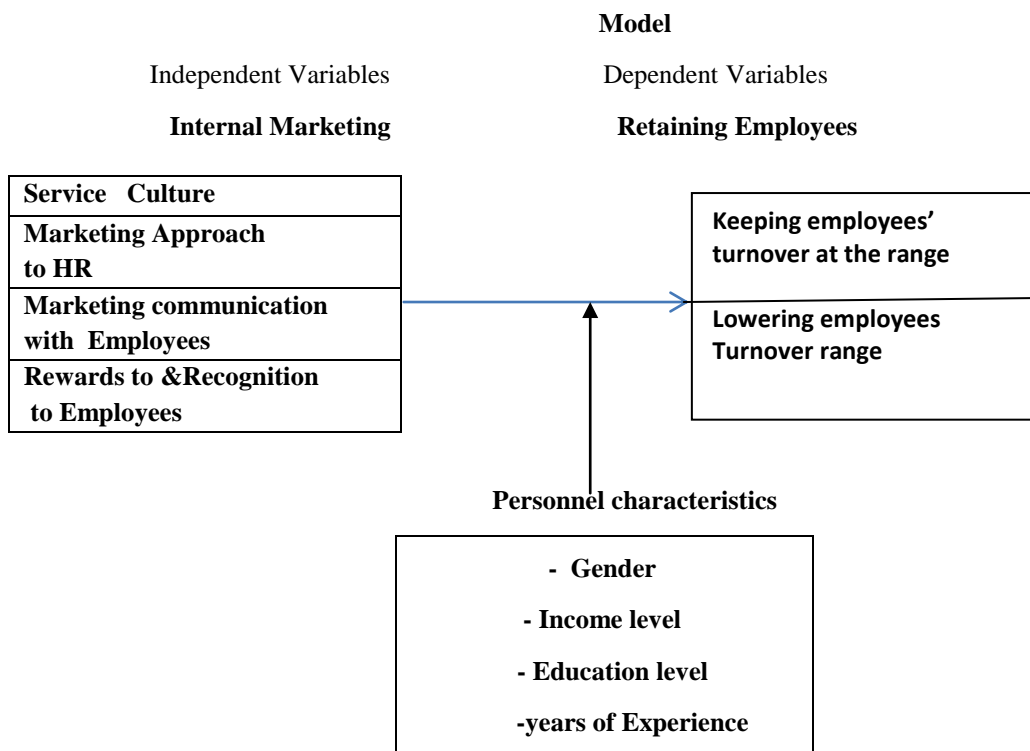 Model
Independent Variables Dependent Variables
Internal Marketing Retaining Employees
Service Culture
Marketing Approach
to HR
Marketing communication
with Employees
Rewards to &Recognition
to Employees
Keeping employees’
turnover at the range
Lowering employees
Turnover range
Personnel characteristics
- Gender
- Income level
- Education level
-years of Experience